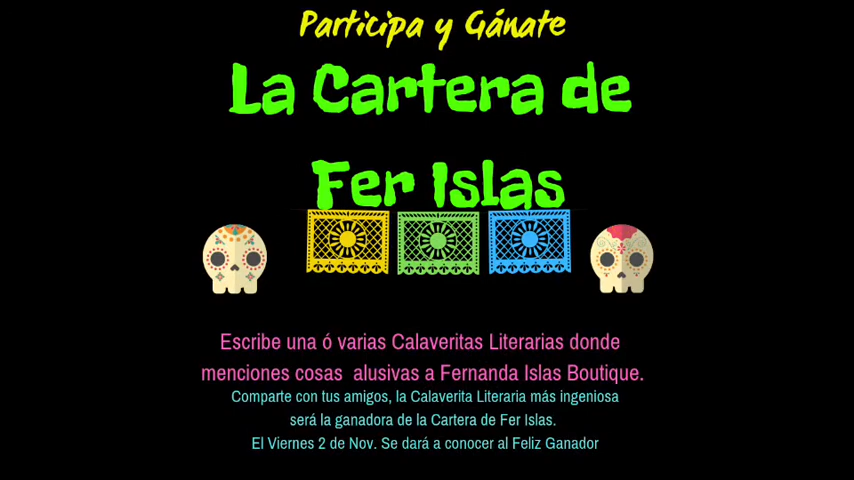 Participa y Gánate
La Cartera de
Fer Islas
Escribe una ó varias Calaveritas Literarias donde
menciones cosas alusivas a Fernanda Islas Boutique.
Comparte con tus amigos, la Calaverita Literaria más ingeniosa
será la ganadora de la Cartera de Fer Islas.
El Viernes 2 de Nov. Se dará a conocer al Feliz Ganador